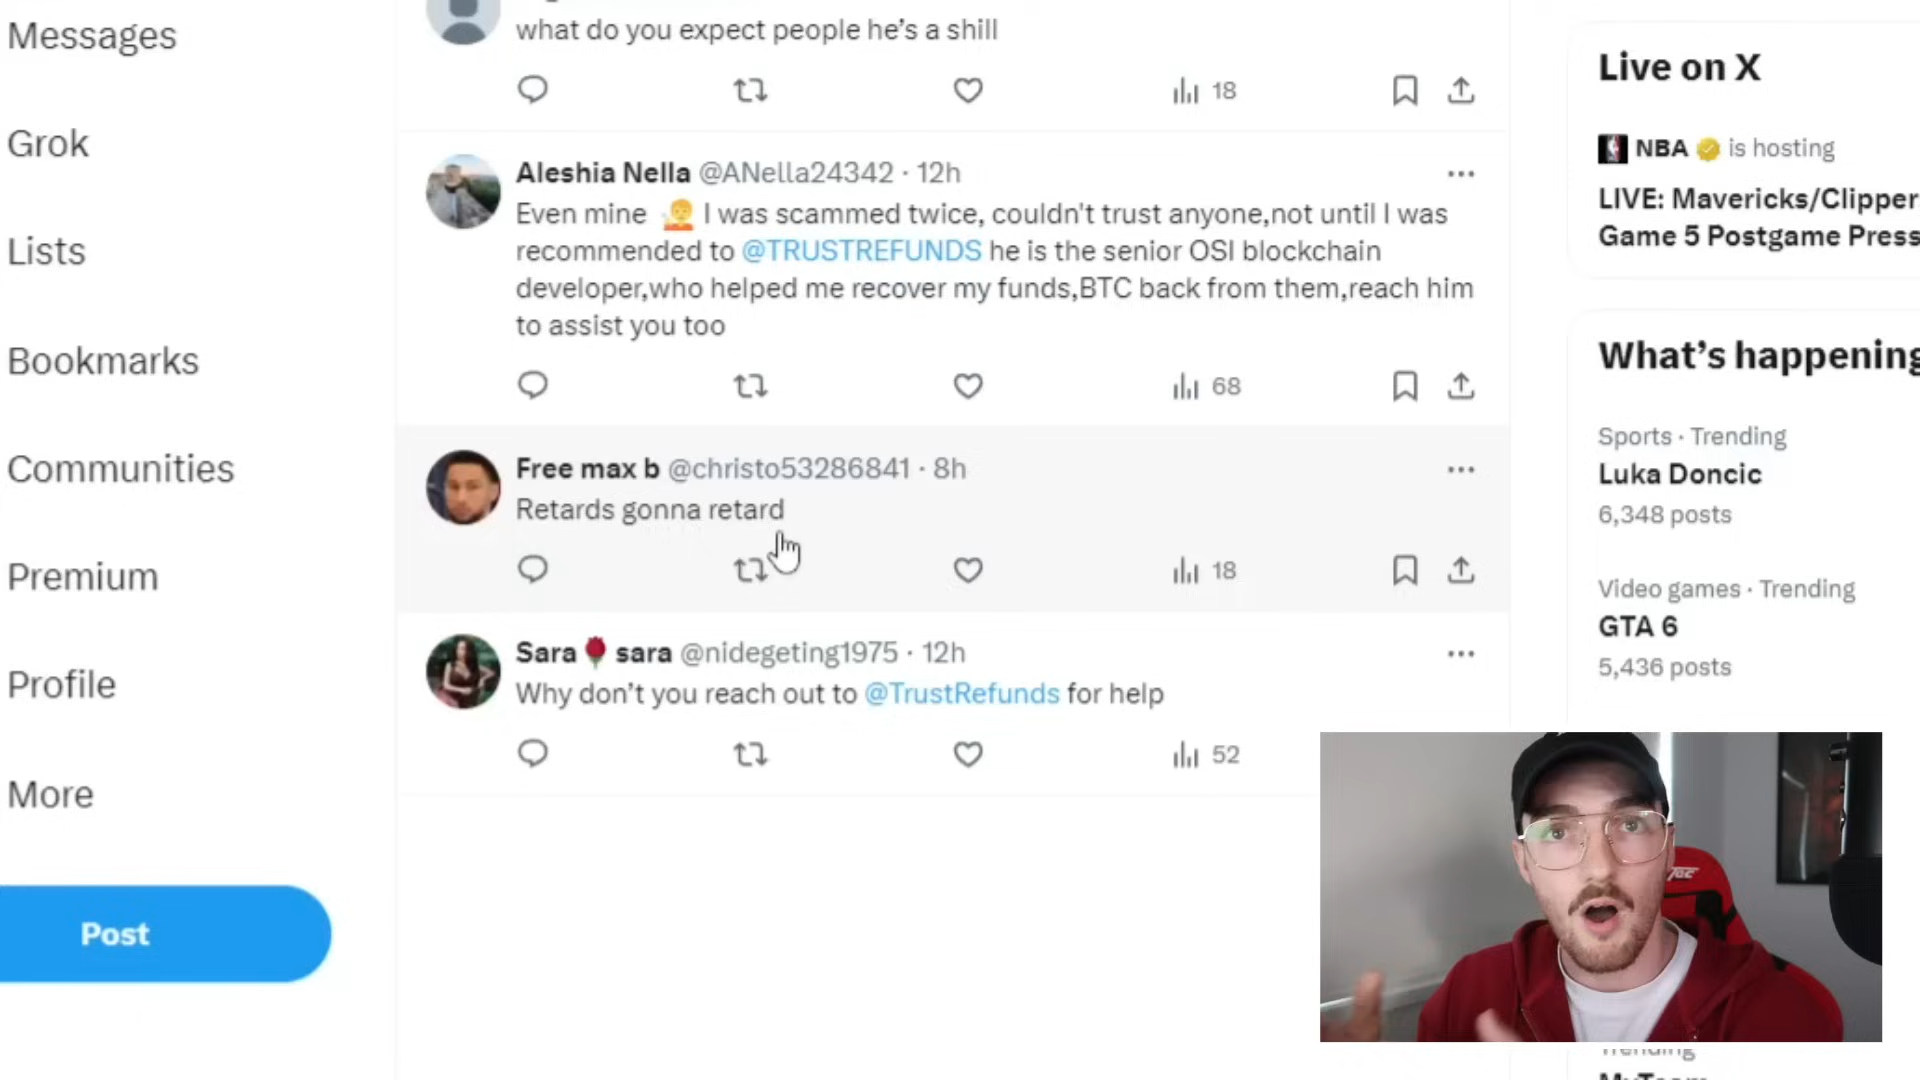 Messages
Grok
Lists
Bookmarks
Communities
Premium
Profile
More
Post
what do you expect people he's a shill
18
Aleshia Nella @ANella24342 · 12h
Even mine 💁 I was scammed twice, couldn't trust anyone,not until I was
recommended to @TRUSTREFUNDS he is the senior OSI blockchain
developer,who helped me recover my funds,BTC back from them,reach him
to assist you too
68
Free max b @christo53286841 · 8h
Retards gonna retard
18
Sara🌹sara @nidegeting1975 · 12h
Why don't you reach out to @TrustRefunds for help
52
Live on X
NBA is hosting
LIVE: Mavericks/Clipper
Game 5 Postgame Press
What's happening
Sports · Trending
Luka Doncic
6,348 posts
Video games · Trending
GTA 6
5,436 posts
Trending